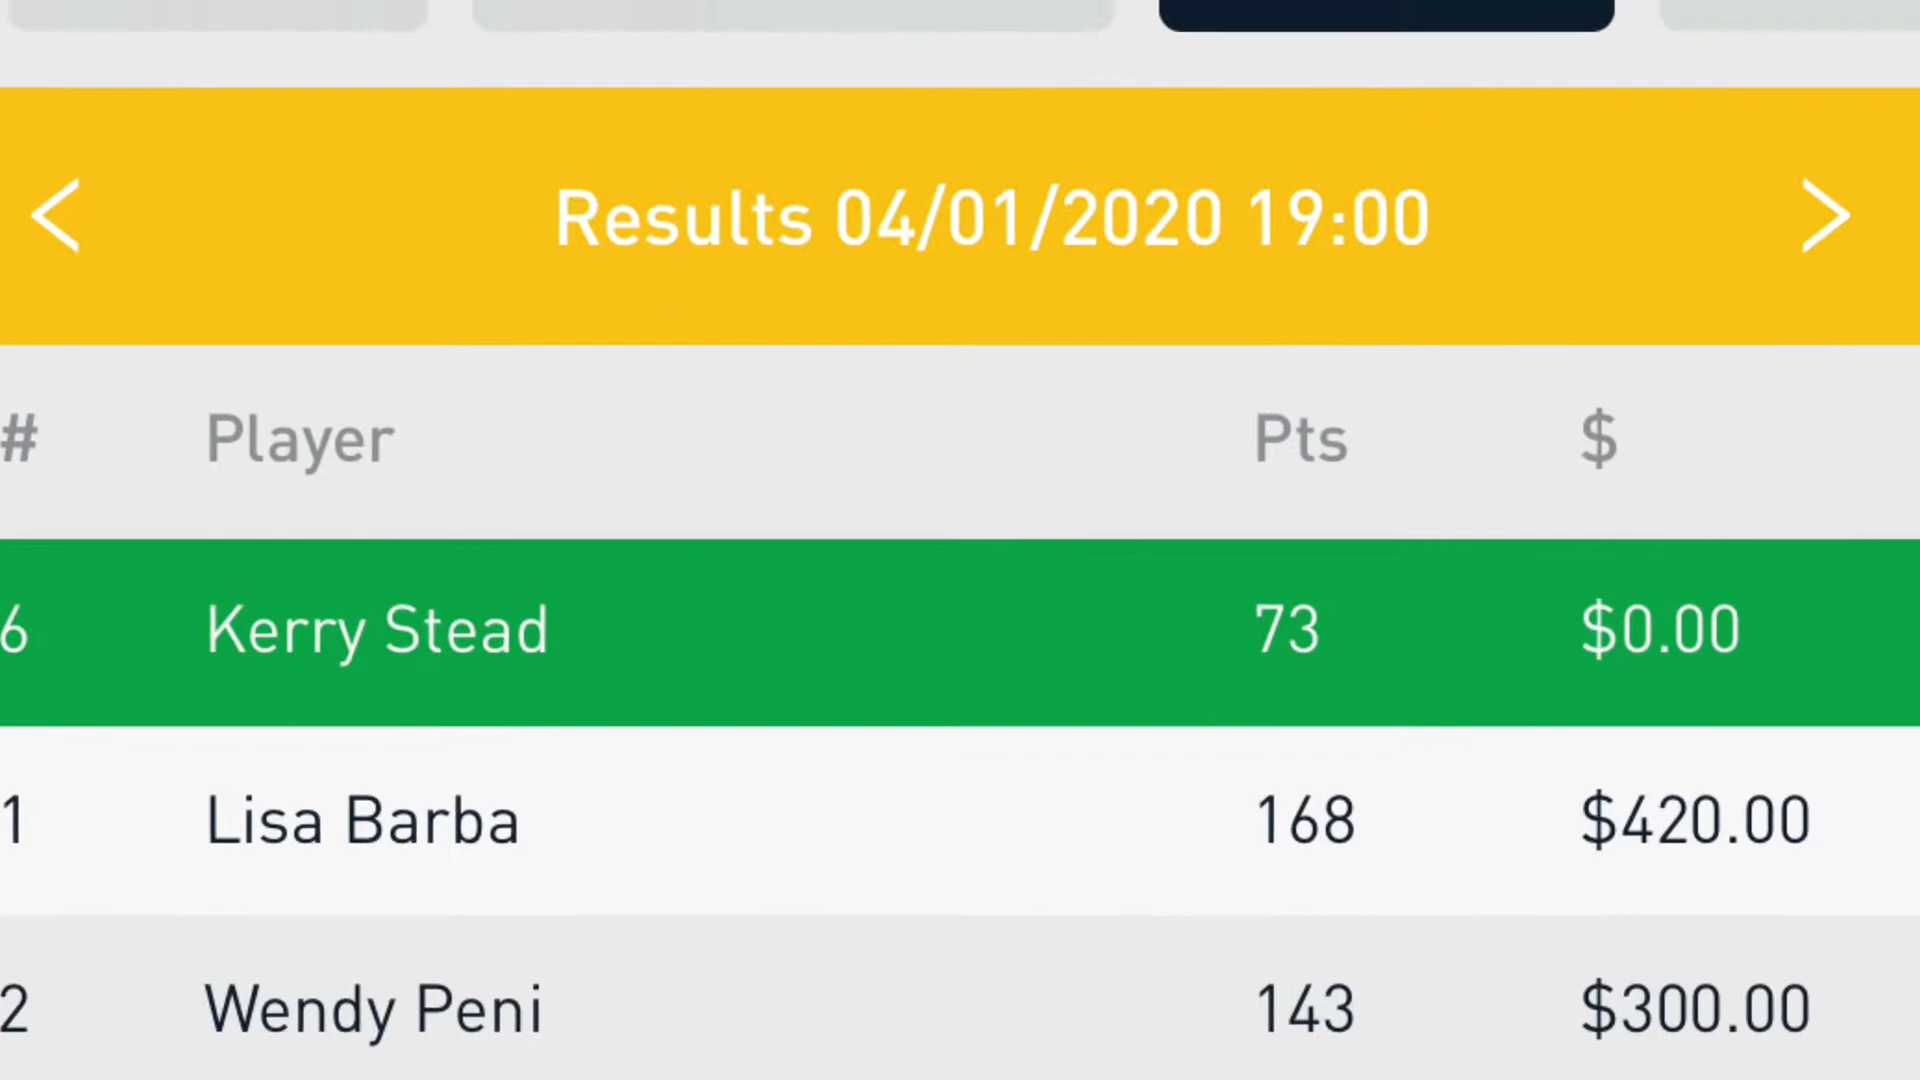 < Results 04/01/2020 19:00 >
# Player Pts $
6 Kerry Stead 73 $0.00
1 Lisa Barba 168 $420.00
2 Wendy Peni 143 $300.00